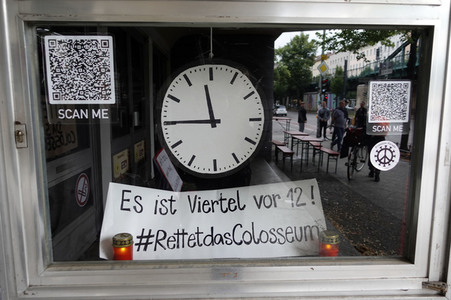 SCAN ME
SCAN ME
Es ist Viertel vor 12!
#RettetdasColosseum